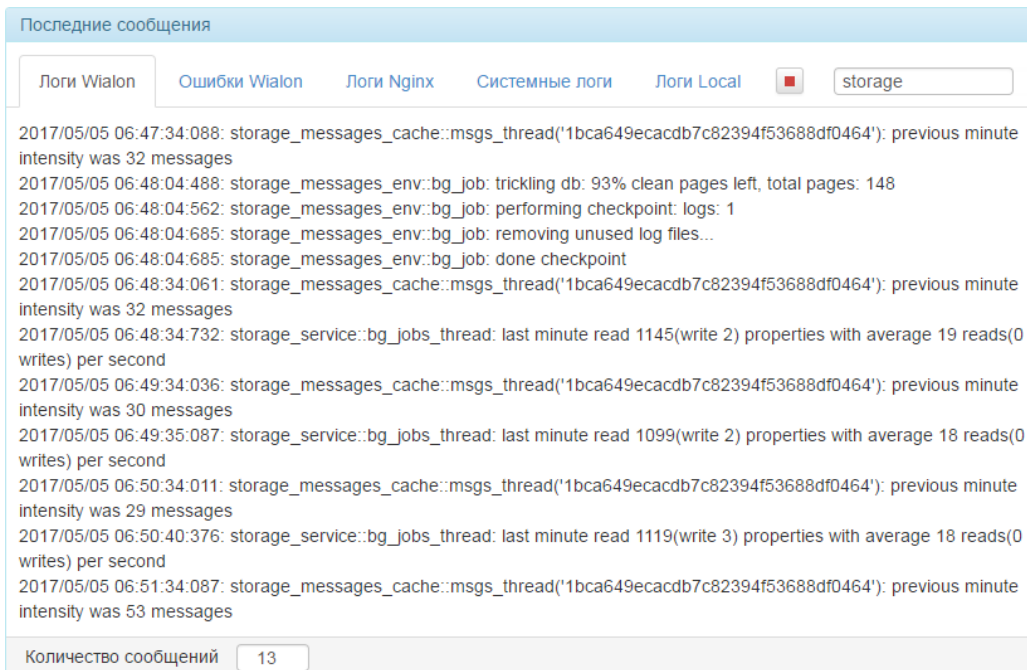 Последние сообщения
Логи Wialon Ошибки Wialon Логи Nginx Системные логи Логи Local storage
2017/05/05 06:47:34:088: storage_messages_cache::msgs_thread('1bca649ecacdb7c82394f53688df0464'): previous minute
intensity was 32 messages
2017/05/05 06:48:04:488: storage_messages_env::bg_job: trickling db: 93% clean pages left, total pages: 148
2017/05/05 06:48:04:562: storage_messages_env::bg_job: performing checkpoint: logs: 1
2017/05/05 06:48:04:685: storage_messages_env::bg_job: removing unused log files...
2017/05/05 06:48:04:685: storage_messages_env::bg_job: done checkpoint
2017/05/05 06:48:34:061: storage_messages_cache::msgs_thread('1bca649ecacdb7c82394f53688df0464'): previous minute
intensity was 32 messages
2017/05/05 06:48:34:732: storage_service::bg_jobs_thread: last minute read 1145(write 2) properties with average 19 reads(0
writes) per second
2017/05/05 06:49:34:036: storage_messages_cache::msgs_thread('1bca649ecacdb7c82394f53688df0464'): previous minute
intensity was 30 messages
2017/05/05 06:49:35:087: storage_service::bg_jobs_thread: last minute read 1099(write 2) properties with average 18 reads(0
writes) per second
2017/05/05 06:50:34:011: storage_messages_cache::msgs_thread('1bca649ecacdb7c82394f53688df0464'): previous minute
intensity was 29 messages
2017/05/05 06:50:40:376: storage_service::bg_jobs_thread: last minute read 1119(write 3) properties with average 18 reads(0
writes) per second
2017/05/05 06:51:34:087: storage_messages_cache::msgs_thread('1bca649ecacdb7c82394f53688df0464'): previous minute
intensity was 53 messages
Количество сообщений 13